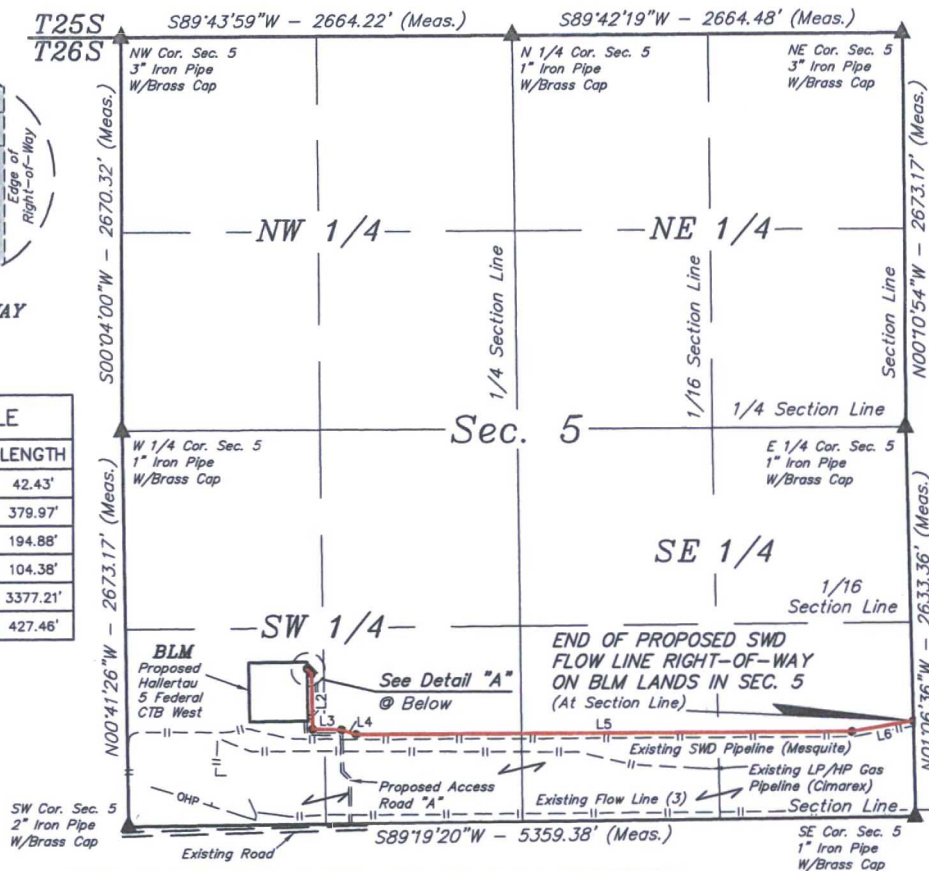 T25S
T26S
S89°43'59"W - 2664.22' (Meas.)
S89°42'19"W - 2664.48' (Meas.)
NW Cor. Sec. 5
3" Iron Pipe
W/Brass Cap
N 1/4 Cor. Sec. 5
1" Iron Pipe
W/Brass Cap
NE Cor. Sec. 5
3" Iron Pipe
W/Brass Cap
Edge of
Right-of-Way
S00°04'00"W - 2670.32' (Meas.)
NW 1/4
NE 1/4
1/4 Section Line
1/16 Section Line
Section Line
N00°10'54"W - 2673.17' (Meas.)
1/4 Section Line
Sec. 5
W 1/4 Cor. Sec. 5
1" Iron Pipe
W/Brass Cap
E 1/4 Cor. Sec. 5
1" Iron Pipe
W/Brass Cap
LENGTH
42.43'
379.97'
194.88'
104.38'
3377.21'
427.46'
N00°41'26"W - 2673.17' (Meas.)
SE 1/4
1/16
Section Line
SW 1/4
BLM
Proposed
Hallertau
5 Federal
CTB West
See Detail "A"
@ Below
END OF PROPOSED SWD
FLOW LINE RIGHT-OF-WAY
ON BLM LANDS IN SEC. 5
(At Section Line)
L2
L3
L4
L5
L6
N01°06'36"W - 2633.36' (Meas.)
Existing SWD Pipeline (Mesquite)
Existing LP/HP Gas
Pipeline (Cimarex)
Proposed Access
Road "A"
OHP
Existing Flow Line (3)
Section Line
SW Cor. Sec. 5
2" Iron Pipe
W/Brass Cap
Existing Road
S89°19'20"W - 5359.38' (Meas.)
SE Cor. Sec. 5
1" Iron Pipe
W/Brass Cap